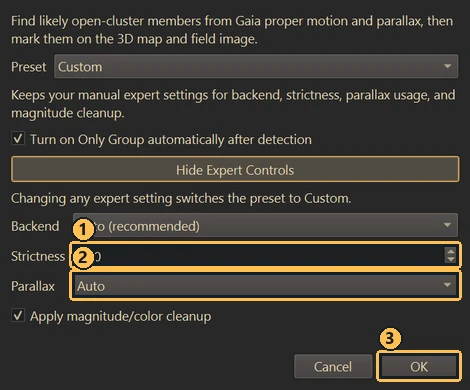 Find likely open-cluster members from Gaia proper motion and parallax, then
mark them on the 3D map and field image.
Preset Custom
Keeps your manual expert settings for backend, strictness, parallax usage, and
magnitude cleanup.
Turn on Only Group automatically after detection
Hide Expert Controls
Changing any expert setting switches the preset to Custom.
Backend (recommended)
1
Strictness 2
Parallax Auto
Apply magnitude/color cleanup
3
Cancel OK